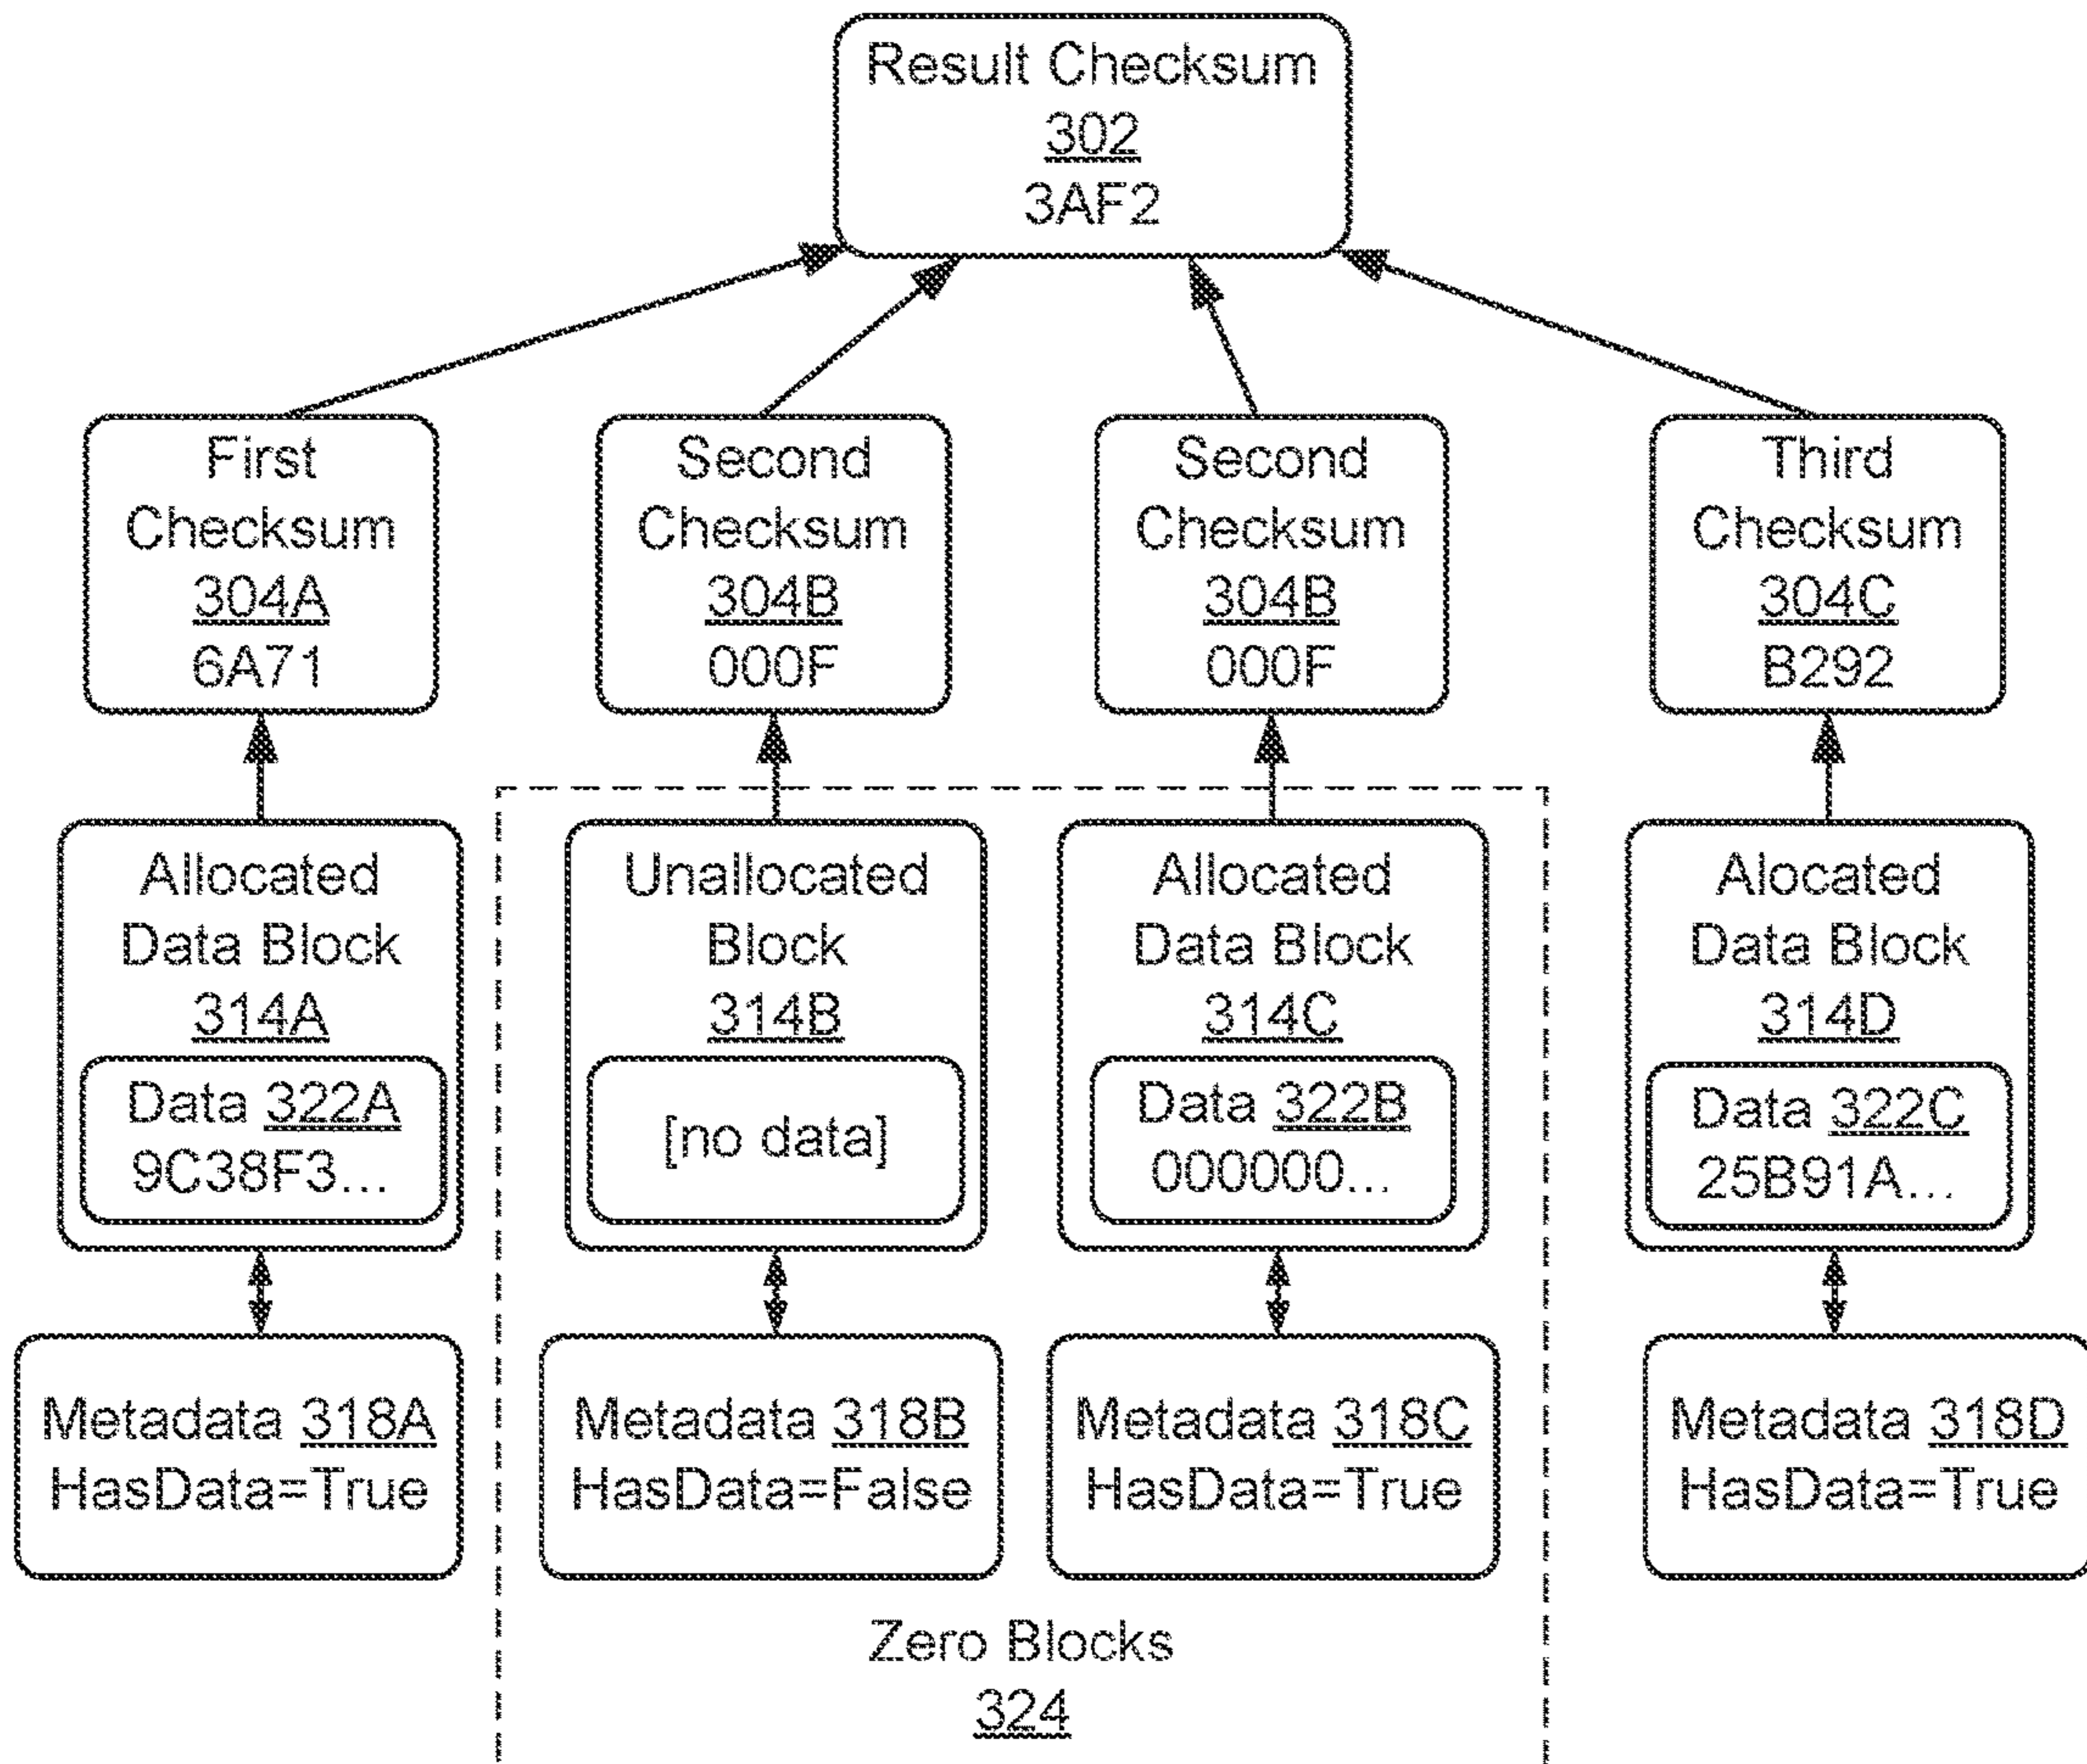 Result Checksum
302
3AF2
First
Checksum
304A
6A71
Second
Checksum
304B
000F
Second
Checksum
304B
000F
Third
Checksum
304C
B292
Allocated
Data Block
314A
Data 322A
9C38F3...
Unallocated
Block
314B
[no data]
Allocated
Data Block
314C
Data 322B
000000...
Alocated
Data Block
314D
Data 322C
25B91A...
Metadata 318A
HasData=True
Metadata 318B
HasData=False
Metadata 318C
HasData=True
Metadata 318D
HasData=True
Zero Blocks
324